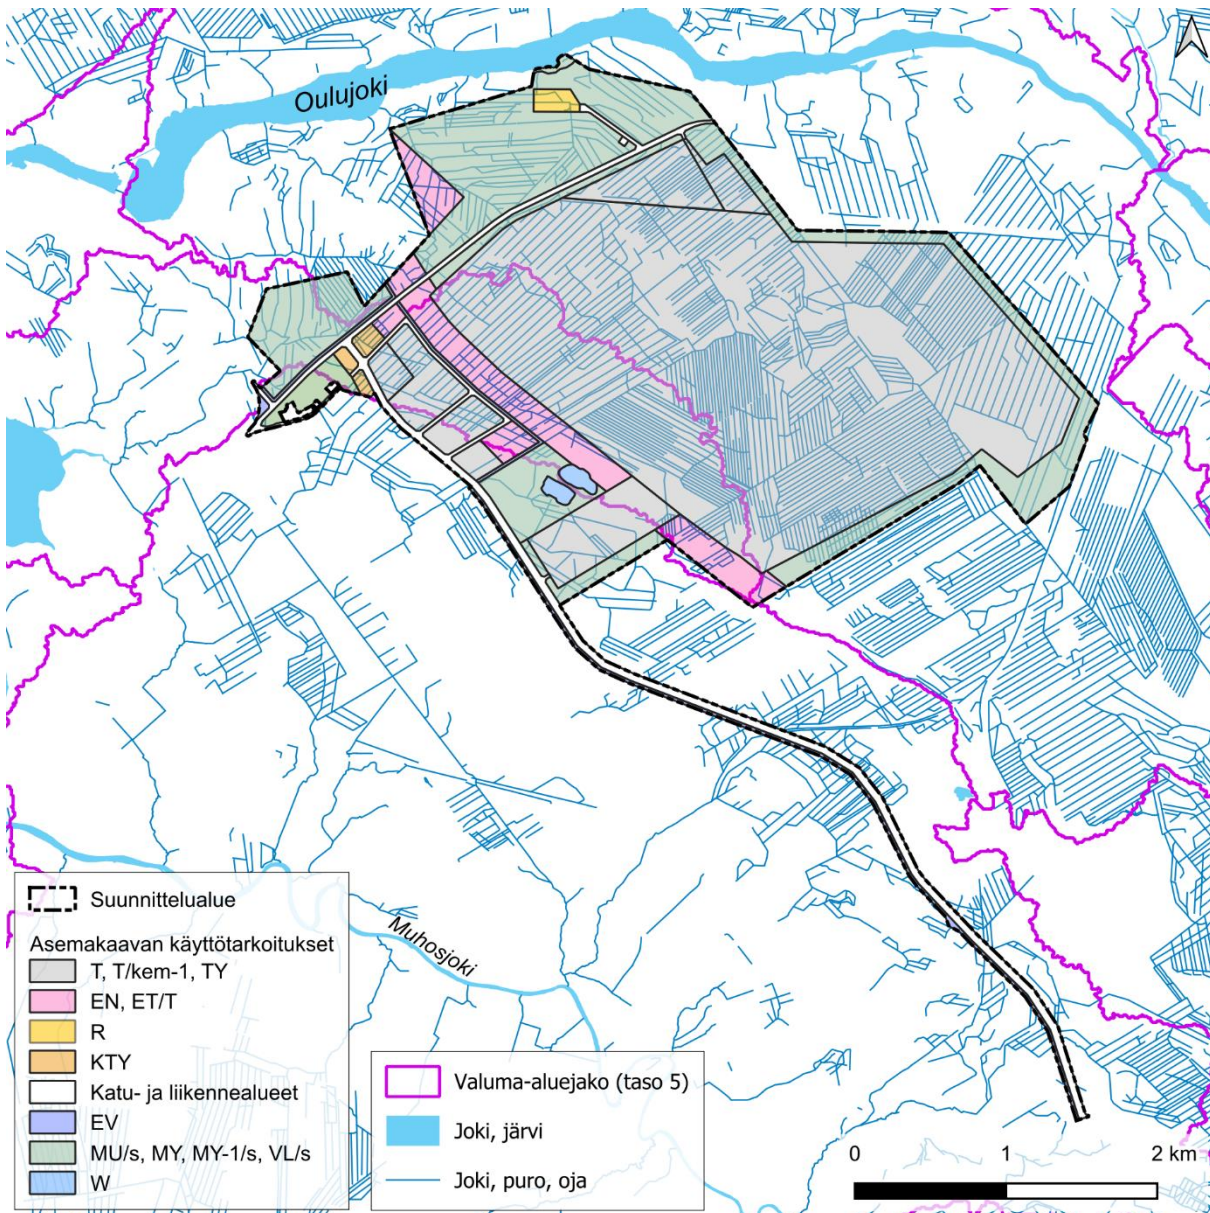 Oulujoki
Muhosjoki
Suunnittelualue
Asemakaavan käyttötarkoitukset
T, T/kem-1, TY
EN, ET/T
R
KTY
Katu- ja liikennealueet
EV
MU/s, MY, MY-1/s, VL/s
W
Valuma-aluejako (taso 5)
Joki, järvi
Joki, puro, oja
0 1 2 km